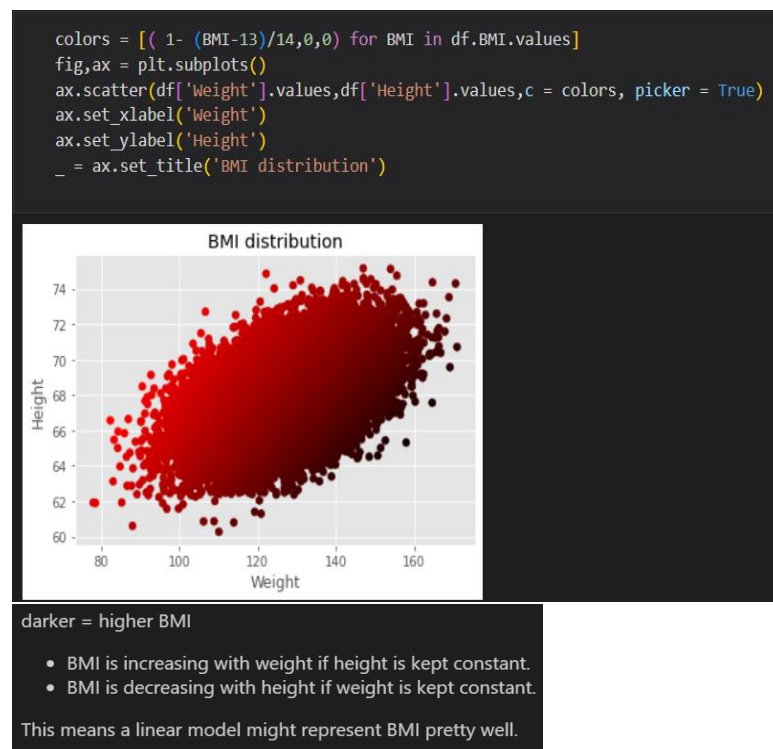 colors = [( 1- (BMI-13)/14,0,0) for BMI in df.BMI.values]
fig,ax = plt.subplots()
ax.scatter(df['Weight'].values,df['Height'].values,c = colors, picker = True)
ax.set_xlabel('Weight')
ax.set_ylabel('Height')
_ = ax.set_title('BMI distribution')
BMI distribution
74
72
70
68
66
64
62
60
Height
80 100 120 140 160
Weight
darker = higher BMI
• BMI is increasing with weight if height is kept constant.
• BMI is decreasing with height if weight is kept constant.
This means a linear model might represent BMI pretty well.